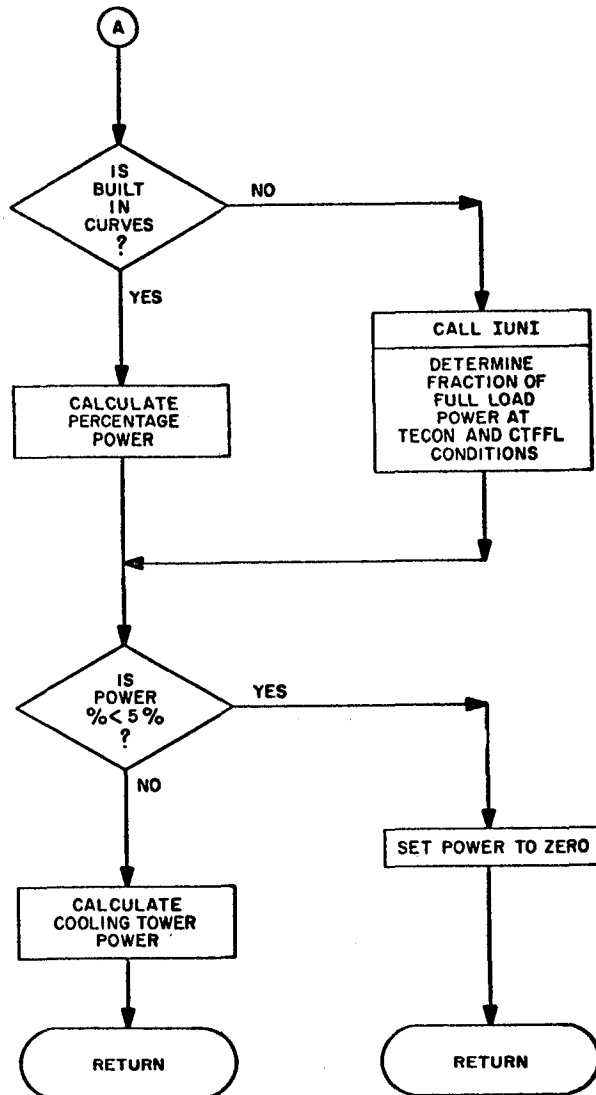 A
IS
BUILT
IN
CURVES
?
NO
YES
CALL IUNI
DETERMINE
FRACTION OF
FULL LOAD
POWER AT
TECON AND CTFFL
CONDITIONS
CALCULATE
PERCENTAGE
POWER
IS
POWER
%<5%
?
YES
NO
SET POWER TO ZERO
CALCULATE
COOLING TOWER
POWER
RETURN
RETURN